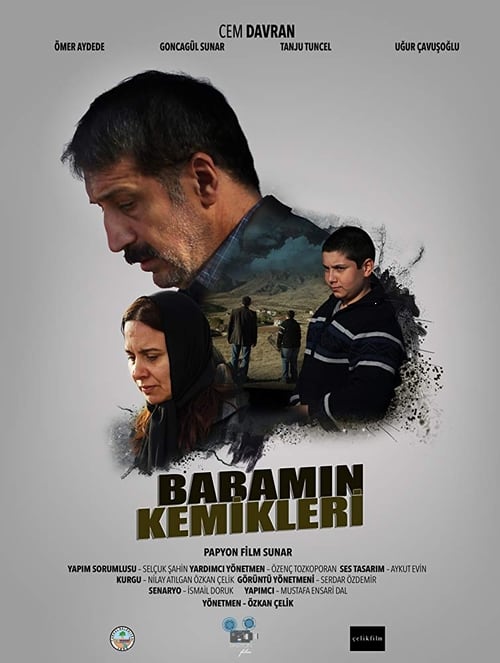 CEM DAVRAN
ÖMER AYDEDE GONCAGÜL SUNAR TANJU TUNCEL UĞUR ÇAVUŞOĞLU
BABAMIN
KEMİKLERİ
PAPYON FİLM SUNAR
YAPIM SORUMLUSU – SELÇUK ŞAHİN YARDIMCI YÖNETMEN – ÖZENÇ TOZKOPORAN SES TASARIM – AYKUT EVİN
KURGU – NİLAY ATILGAN ÖZKAN ÇELİK GÖRÜNTÜ YÖNETMENİ – SERDAR ÖZDEMİR
SENARYO – İSMAİL DORUK YAPIMCI – MUSTAFA ENSARİ DAL
YÖNETMEN – ÖZKAN ÇELİK
çelikfilm